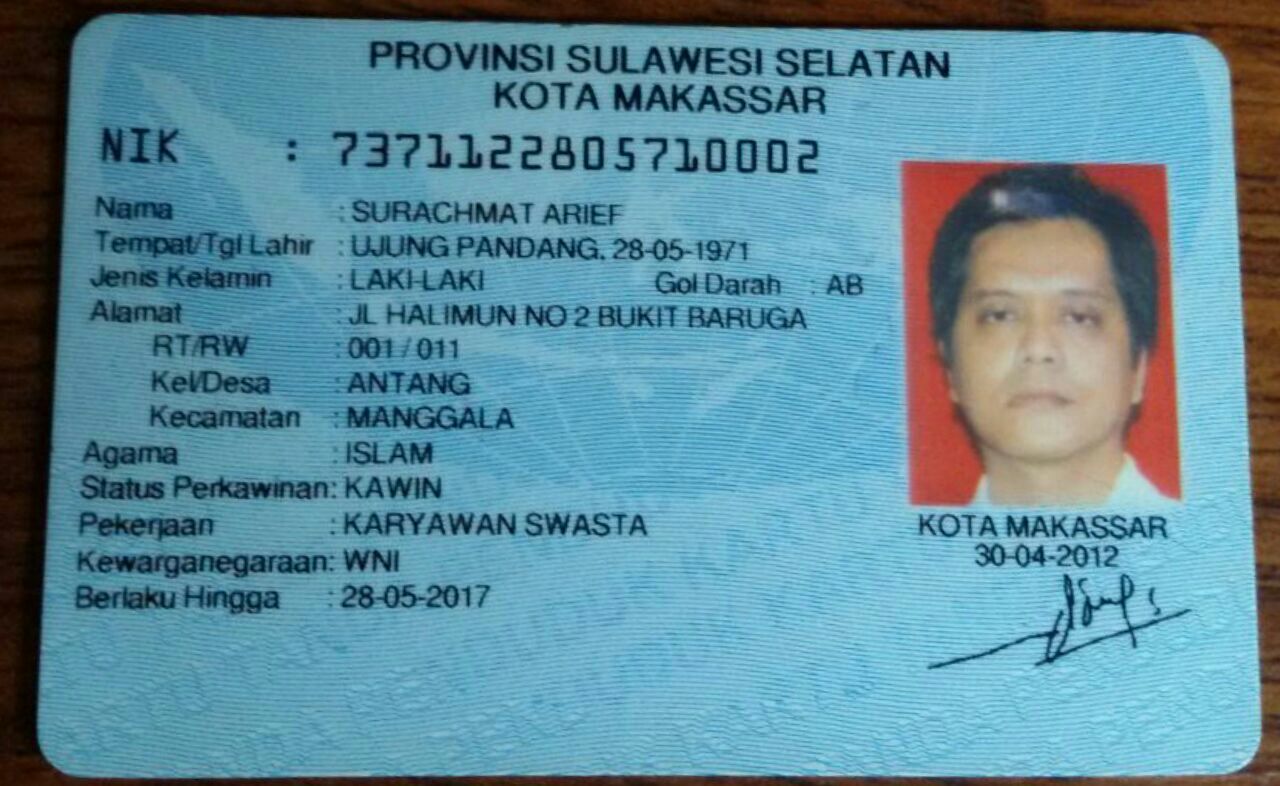 PROVINSI SULAWESI SELATAN
KOTA MAKASSAR
NIK : 7371122805710002
Nama : SURACHMAT ARIEF
Tempat/Tgl Lahir : UJUNG PANDANG, 28-05-1971
Jenis Kelamin : LAKI-LAKI Gol Darah : AB
Alamat : JL HALIMUN NO 2 BUKIT BARUGA
RT/RW : 001 / 011
Kel/Desa : ANTANG
Kecamatan : MANGGALA
Agama : ISLAM
Status Perkawinan: KAWIN
Pekerjaan : KARYAWAN SWASTA
Kewarganegaraan: WNI
Berlaku Hingga : 28-05-2017
KOTA MAKASSAR
30-04-2012